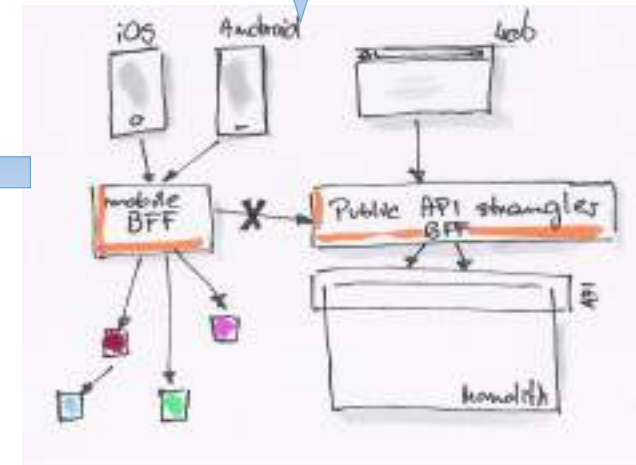 iOS
Android
Web
mobile
BFF
Public API strangler
BFF
API
Monolith